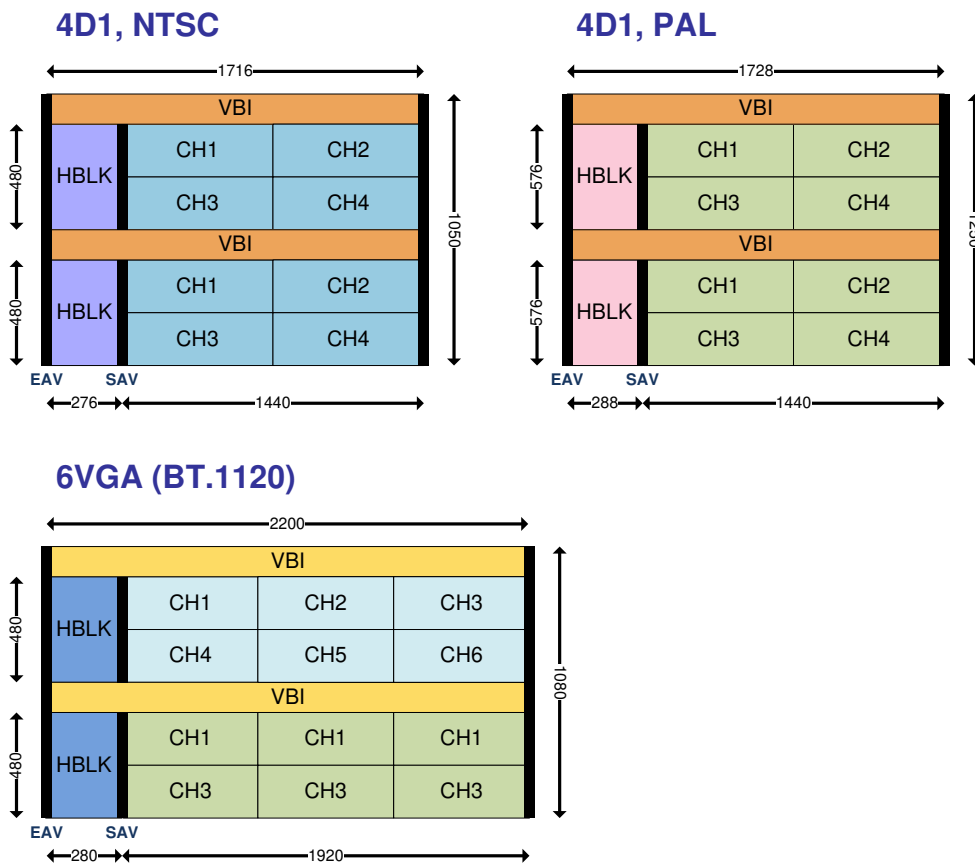 4D1, NTSC
1716
VBI
480
HBLK
CH1 CH2
CH3 CH4
1050
VBI
480
HBLK
CH1 CH2
CH3 CH4
EAV SAV
276 1440
4D1, PAL
1728
VBI
576
HBLK
CH1 CH2
CH3 CH4
VBI
576
HBLK
CH1 CH2
CH3 CH4
EAV SAV
288 1440
6VGA (BT.1120)
2200
VBI
480
HBLK
CH1 CH2 CH3
CH4 CH5 CH6
1080
VBI
480
HBLK
CH1 CH1 CH1
CH3 CH3 CH3
EAV SAV
280 1920